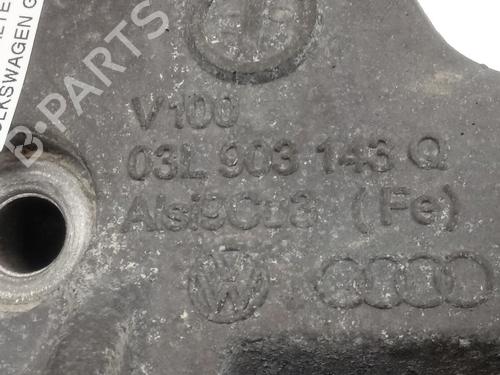 V100
03L 903 143 Q
AlSi9Cu3 (Fe)
B-PARTS